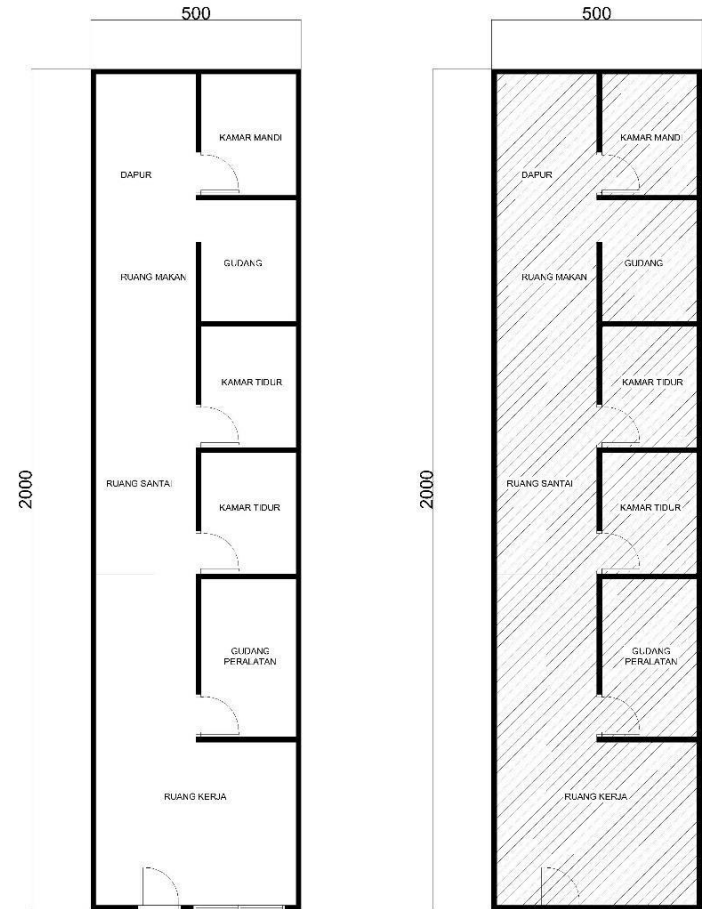 500
KAMAR MANDI
DAPUR
GUDANG
RUANG MAKAN
KAMAR TIDUR
2000
RUANG SANTAI
KAMAR TIDUR
GUDANG
PERALATAN
RUANG KERJA
500
KAMAR MANDI
DAPUR
GUDANG
RUANG MAKAN
KAMAR TIDUR
2000
RUANG SANTAI
KAMAR TIDUR
GUDANG
PERALATAN
RUANG KERJA